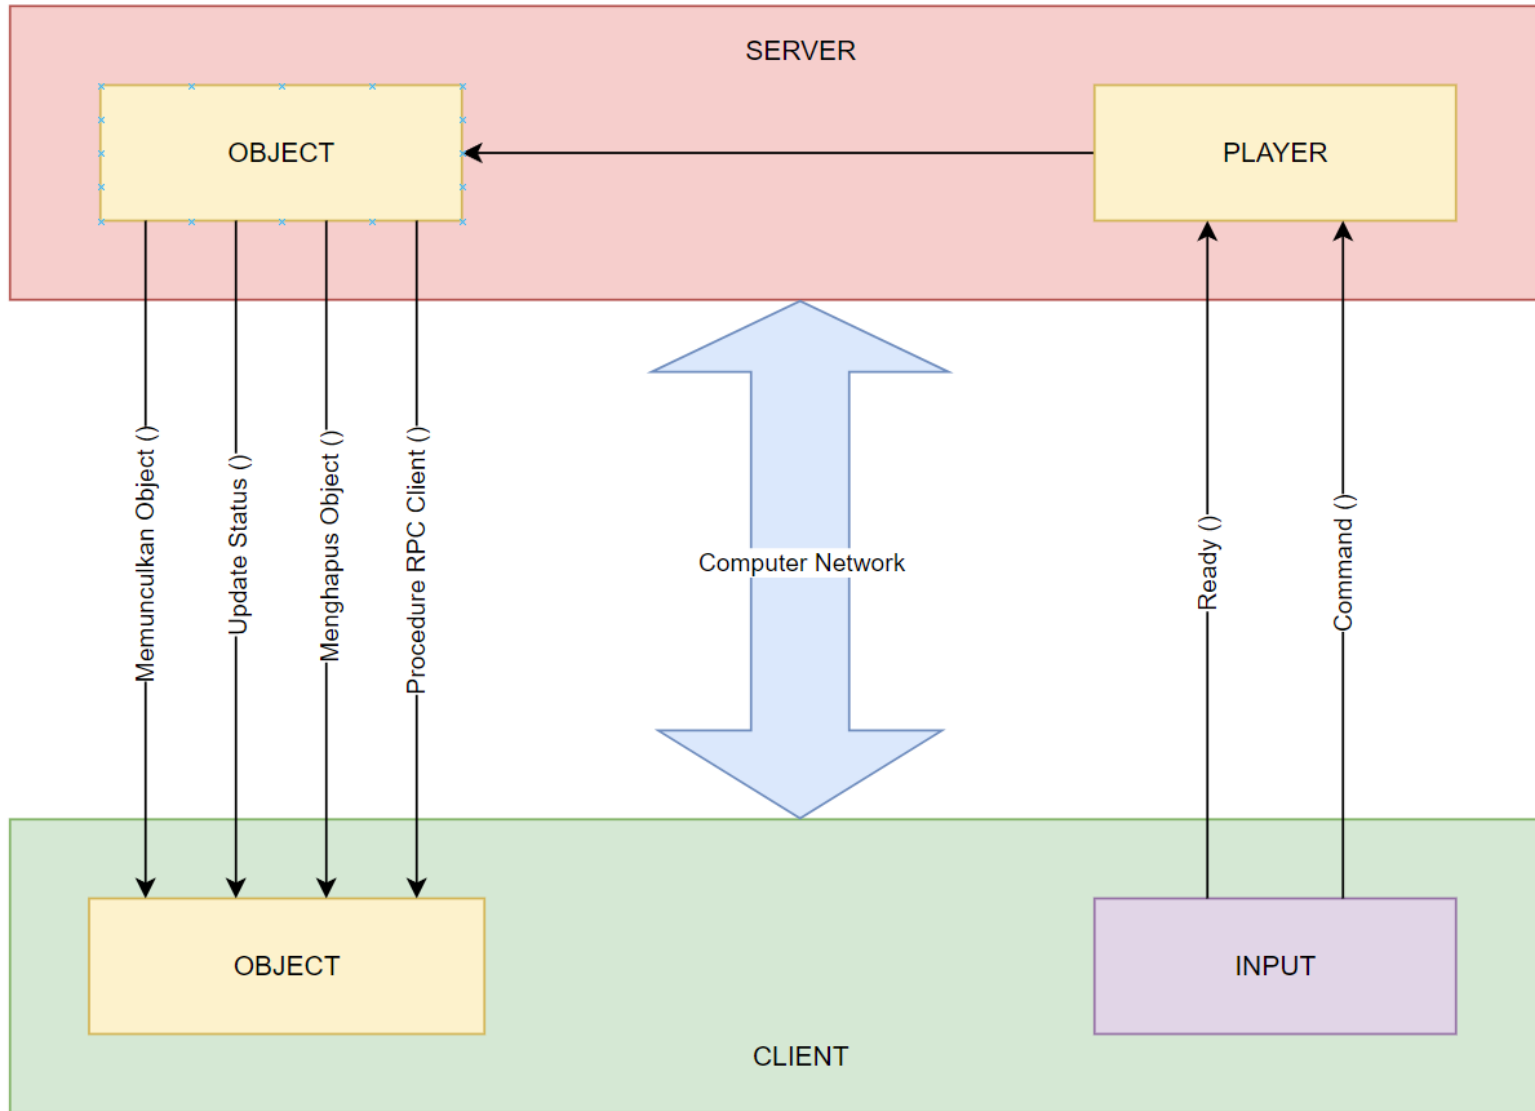 SERVER
OBJECT
PLAYER
Memunculkan Object ()
Update Status ()
Menghapus Object ()
Procedure RPC Client ()
Computer Network
Ready ()
Command ()
OBJECT
INPUT
CLIENT